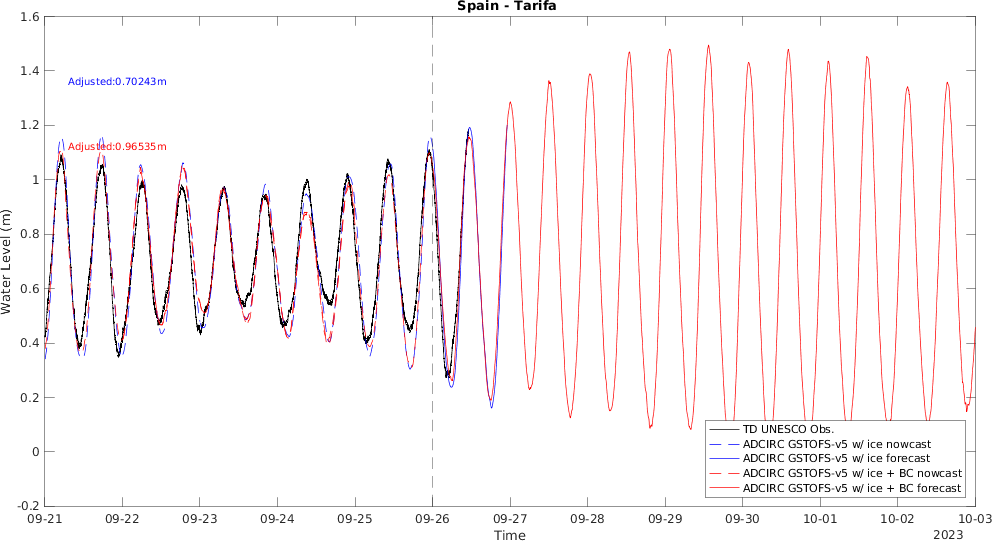 Spain - Tarifa
1.6
1.4
1.2
1
0.8
0.6
0.4
0.2
0
-0.2
Water Level (m)
Adjusted:0.70243m
Adjusted:0.96535m
TD UNESCO Obs.
ADCIRC GSTOFS-v5 w/ ice nowcast
ADCIRC GSTOFS-v5 w/ ice forecast
ADCIRC GSTOFS-v5 w/ ice + BC nowcast
ADCIRC GSTOFS-v5 w/ ice + BC forecast
09-21 09-22 09-23 09-24 09-25 09-26 09-27 09-28 09-29 09-30 10-01 10-02 10-03
Time
2023